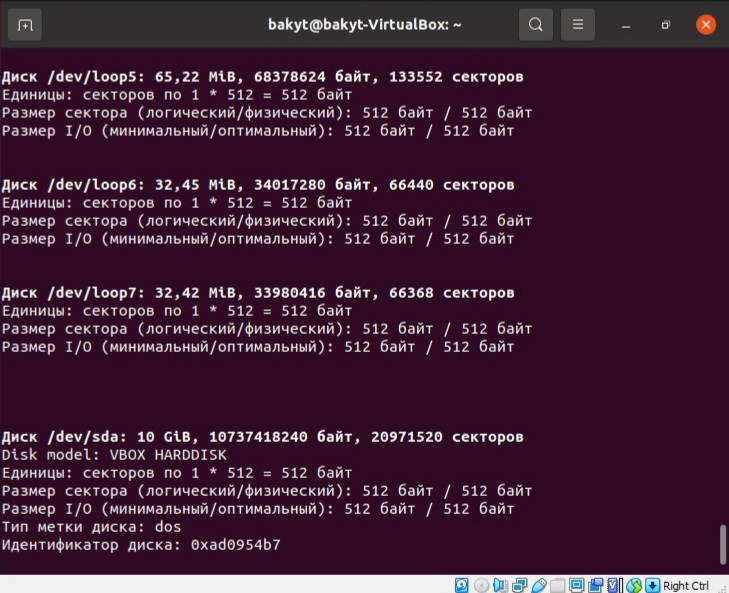 bakyt@bakyt-VirtualBox: ~
Диск /dev/loop5: 65,22 MiB, 68378624 байт, 133552 секторов
Единицы: секторов по 1 * 512 = 512 байт
Размер сектора (логический/физический): 512 байт / 512 байт
Размер I/O (минимальный/оптимальный): 512 байт / 512 байт
Диск /dev/loop6: 32,45 MiB, 34017280 байт, 66440 секторов
Единицы: секторов по 1 * 512 = 512 байт
Размер сектора (логический/физический): 512 байт / 512 байт
Размер I/O (минимальный/оптимальный): 512 байт / 512 байт
Диск /dev/loop7: 32,42 MiB, 33980416 байт, 66368 секторов
Единицы: секторов по 1 * 512 = 512 байт
Размер сектора (логический/физический): 512 байт / 512 байт
Размер I/O (минимальный/оптимальный): 512 байт / 512 байт
Диск /dev/sda: 10 GiB, 10737418240 байт, 20971520 секторов
Disk model: VBOX HARDDISK
Единицы: секторов по 1 * 512 = 512 байт
Размер сектора (логический/физический): 512 байт / 512 байт
Размер I/O (минимальный/оптимальный): 512 байт / 512 байт
Тип метки диска: dos
Идентификатор диска: 0xad0954b7
Right Ctrl